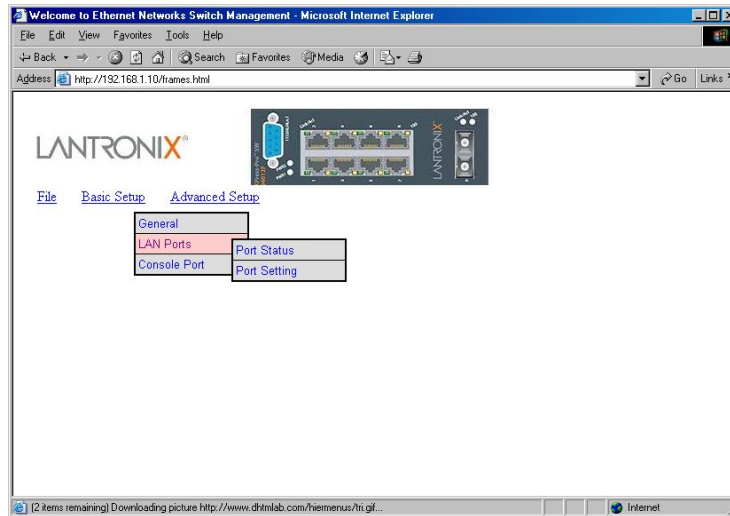 Welcome to Ethernet Networks Switch Management - Microsoft Internet Explorer
File Edit View Favorites Tools Help
Back Search Favorites Media
Address http://192.168.1.10/frames.html Go Links
LANTRONIX®
LANTRONIX
File Basic Setup Advanced Setup
General
LAN Ports
Console Port
Port Status
Port Setting
(2 items remaining) Downloading picture http://www.dhtmlab.com/hiermenus/tri.gif...
Internet